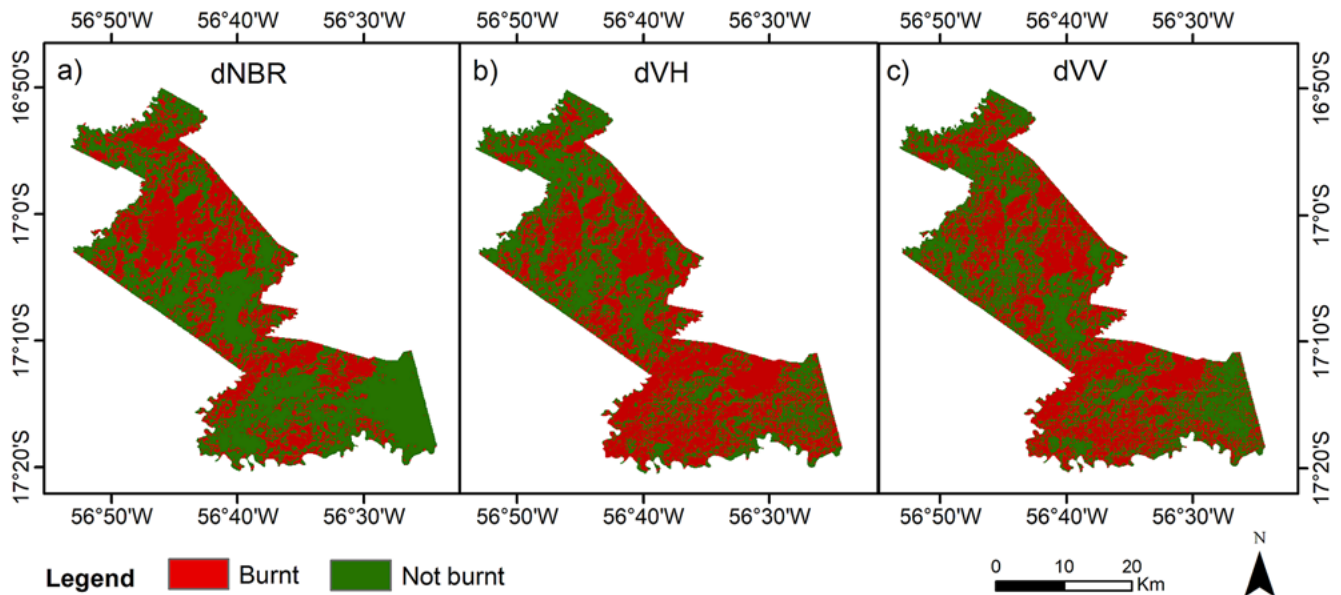 56°50'W 56°40'W 56°30'W 56°50'W 56°40'W 56°30'W 56°50'W 56°40'W 56°30'W
a) dNBR b) dVH c) dVV
16°50'S 16°50'S
17°0'S 17°0'S
17°10'S 17°10'S
17°20'S 17°20'S
56°50'W 56°40'W 56°30'W 56°50'W 56°40'W 56°30'W 56°50'W 56°40'W 56°30'W
N
Legend Burnt Not burnt 0 10 20
Km